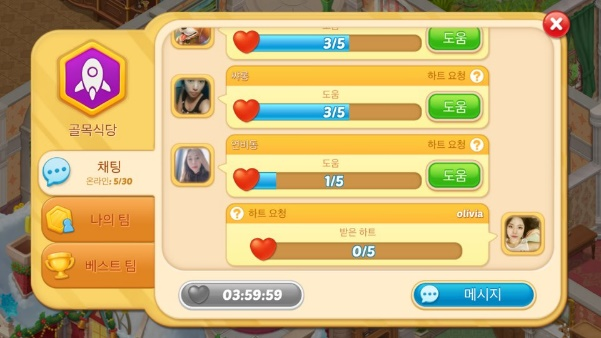 3/5
도움
하트 요청
?
도움
3/5
도움
하트 요청
?
도움
1/5
도움
? 하트 요청
olivia
받은 하트
0/5
골목식당
채팅
온라인: 5/30
나의 팀
베스트 팀
03:59:59
메시지